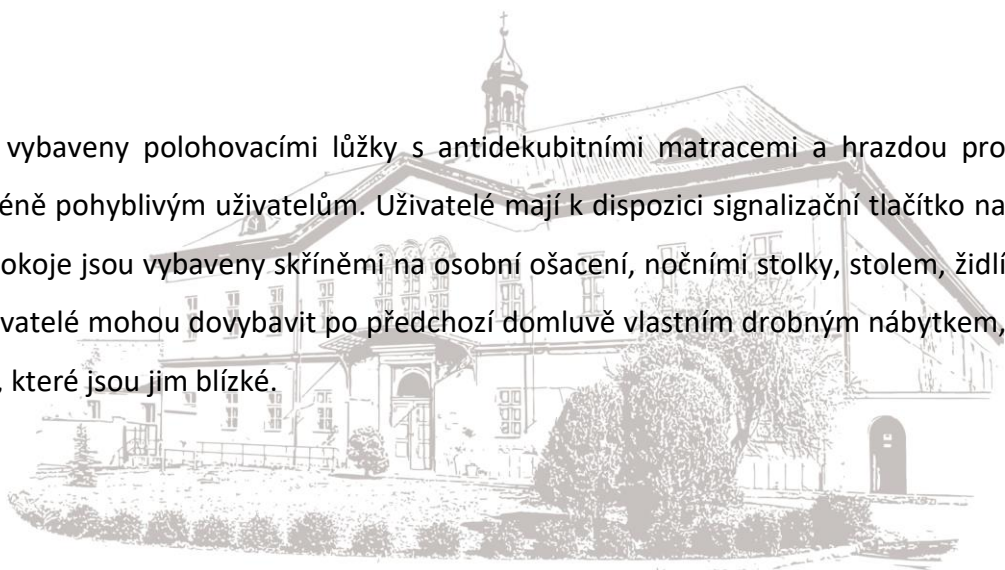 vybaveny polohovacími lůžky s antidekubitními matracemi a hrazdou pro
éně pohyblivým uživatelům. Uživatelé mají k dispozici signalizační tlačítko na
okoje jsou vybaveny skříněmi na osobní ošacení, nočními stolky, stolem, židlí
vatelé mohou dovybavit po předchozí domluvě vlastním drobným nábytkem,
, které jsou jim blízké.